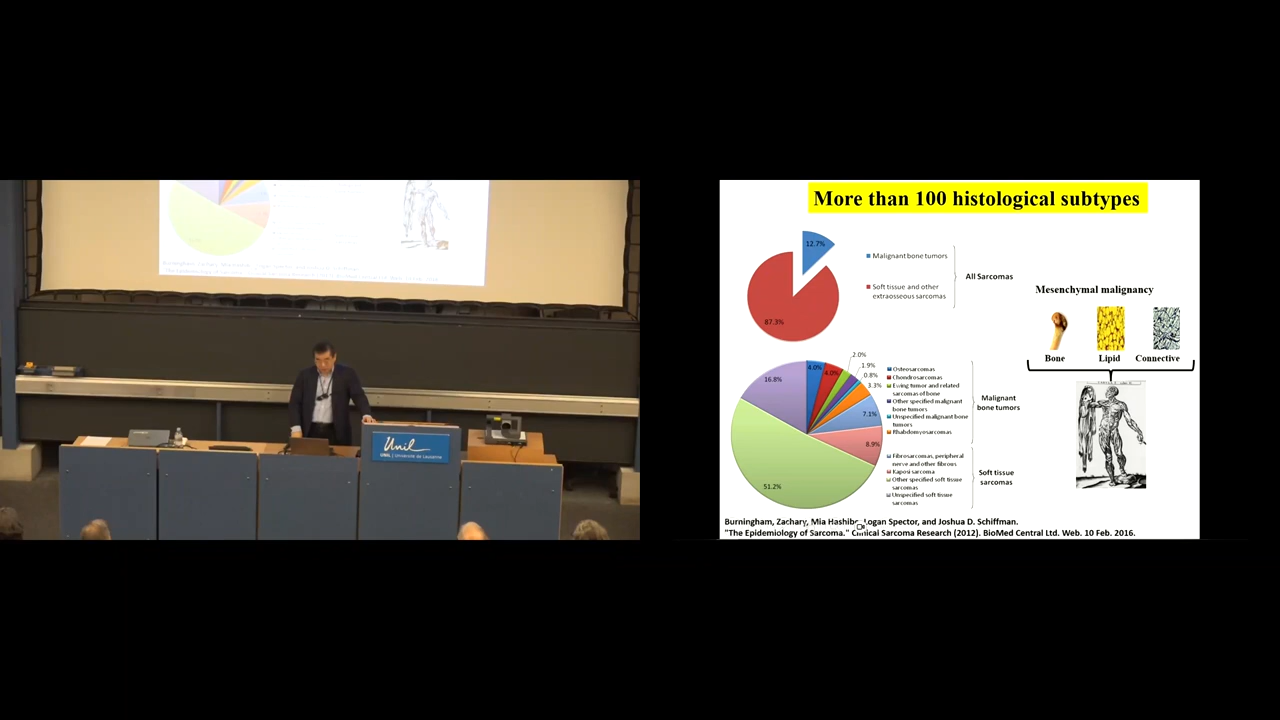 Unil
UNIL | Université de Lausanne
More than 100 histological subtypes
12.7%
87.3%
Malignant bone tumors
Soft tissue and other
extraosseous sarcomas
All Sarcomas
Mesenchymal malignancy
Bone
Lipid
Connective
4.0%
4.0%
2.0%
1.9%
0.8%
3.3%
7.1%
8.9%
51.2%
16.8%
Osteosarcomas
Chondrosarcomas
Ewing tumor and related
sarcomas of bone
Other specified malignant
bone tumors
Unspecified malignant bone
tumors
Rhabdomyosarcomas
Malignant
bone tumors
Fibrosarcomas, peripheral
nerve and other fibrous
Kaposi sarcoma
Other specified soft tissue
sarcomas
Unspecified soft tissue
sarcomas
Soft tissue
sarcomas
Burningham, Zachary, Mia Logan Spector, and Joshua D. Schiffman.
"The Epidemiology of Sarcoma." Clinical Sarcoma Research (2012). BioMed Central Ltd. Web. 10 Feb. 2016.